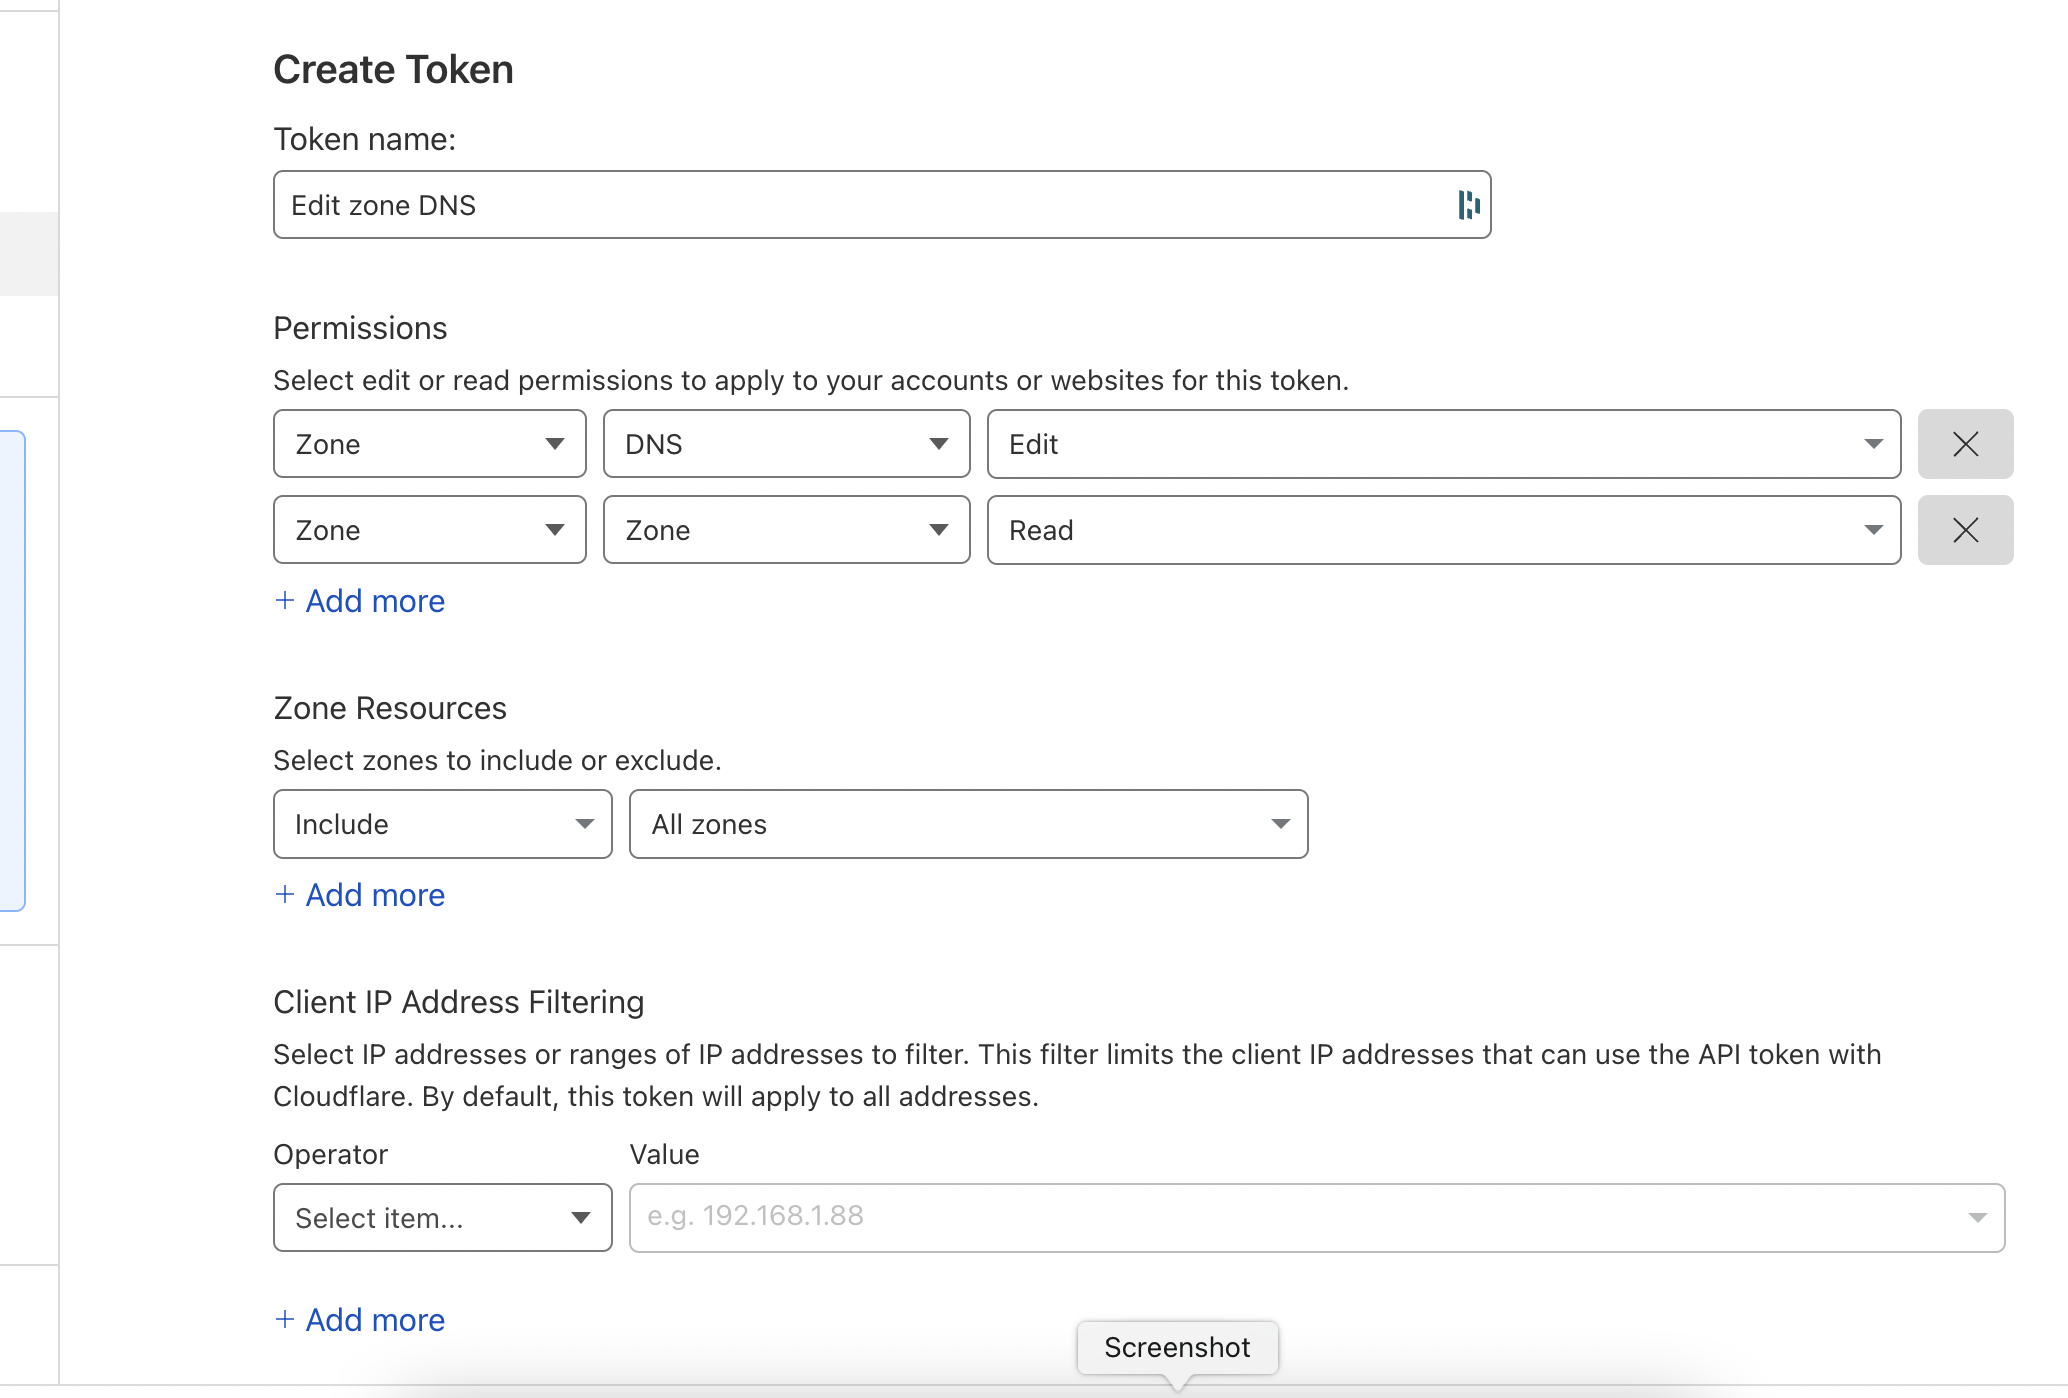 Create Token
Token name:
Edit zone DNS
Permissions
Select edit or read permissions to apply to your accounts or websites for this token.
Zone DNS Edit
Zone Zone Read
+ Add more
Zone Resources
Select zones to include or exclude.
Include All zones
+ Add more
Client IP Address Filtering
Select IP addresses or ranges of IP addresses to filter. This filter limits the client IP addresses that can use the API token with
Cloudflare. By default, this token will apply to all addresses.
Operator Value
Select item... e.g. 192.168.1.88
+ Add more
Screenshot